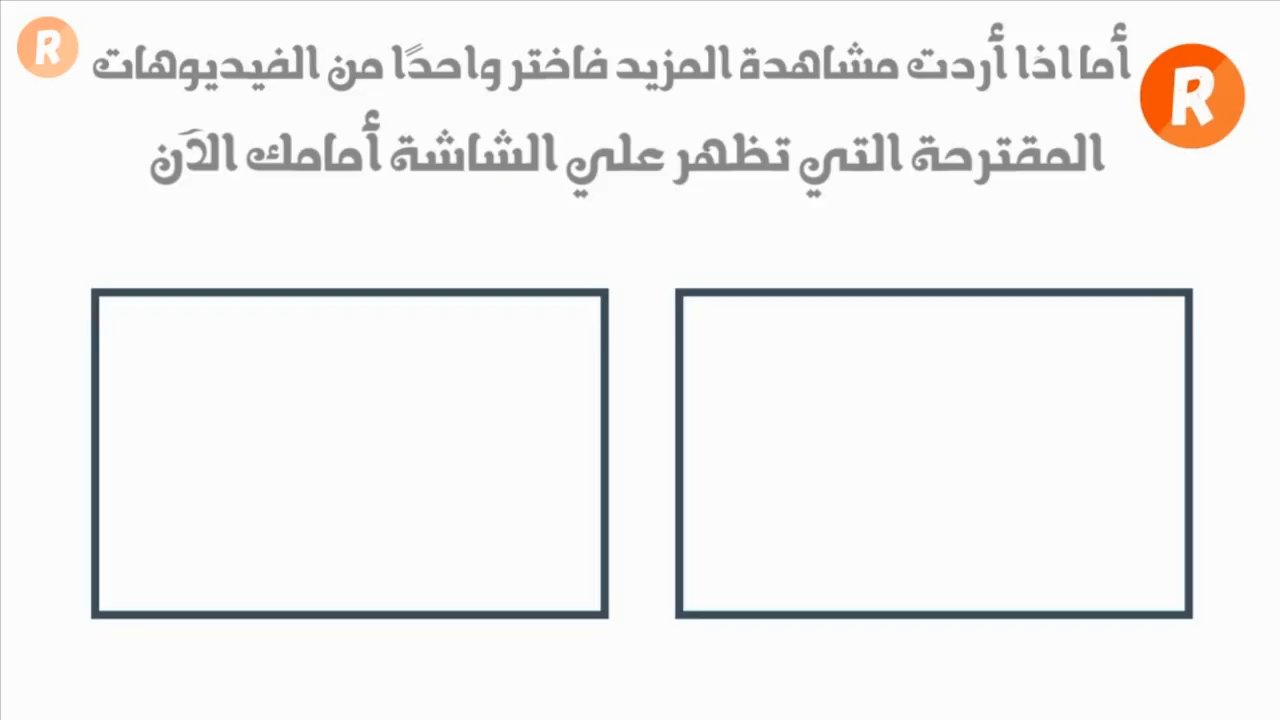 R
أما اذا أردت مشاهدة المزيد فاختر واحدًا من الفيديوهات
R
المقترحة التي تظهر علي الشاشة أمامك الآن